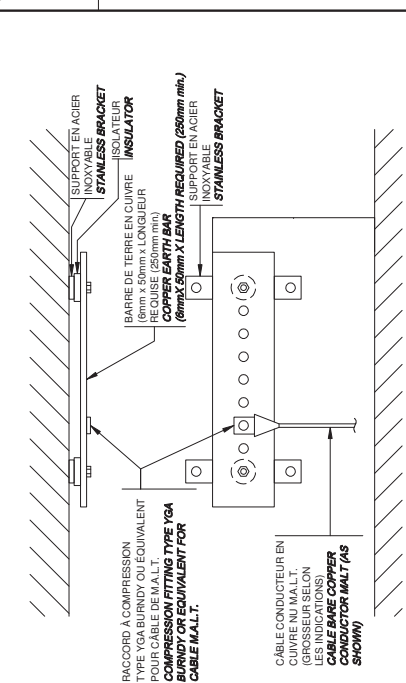 RACCORD À COMPRESSION
TYPE YGA BURNDY OU ÉQUIVALENT
POUR CÂBLE DE M.A.L.T.
COMPRESSION FITTING TYPE YGA
BURNDY OR EQUIVALENT FOR
CABLE M.A.L.T.
SUPPORT EN ACIER
INOXYABLE
STANLESS BRACKET
ISOLATEUR
INSULATOR
BARRE DE TERRE EN CUIVRE
(6mm x 50mm x LONGUEUR
REQUISE (250mm min.)
COPPER EARTH BAR
(6mmX 50mm X LENGTH REQUIRED (250mm min.)
SUPPORT EN ACIER
INOXYABLE
STAINLESS BRACKET
CÂBLE CONDUCTEUR EN
CUIVRE NU M.A.L.T.
(GROSSEUR SELON
LES INDICATIONS)
CABLE BARE COPPER
CONDUCTOR MALT (AS
SHOWN)